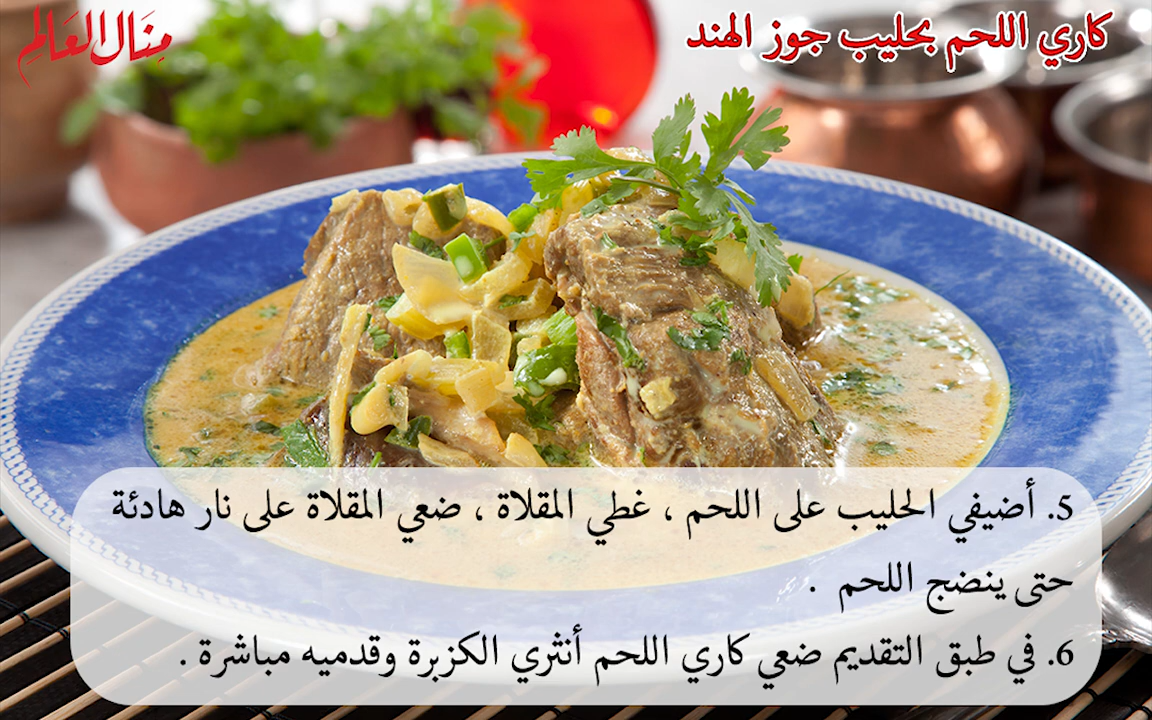 كاري اللحم بحليب جوز الهند
منال العالم
5. أضيفي الحليب على اللحم ، غطي المقلاة ، ضعي المقلاة على نار هادئة
حتى ينضج اللحم .
6. في طبق التقديم ضعي كاري اللحم أنثري الكزبرة وقدميه مباشرة .